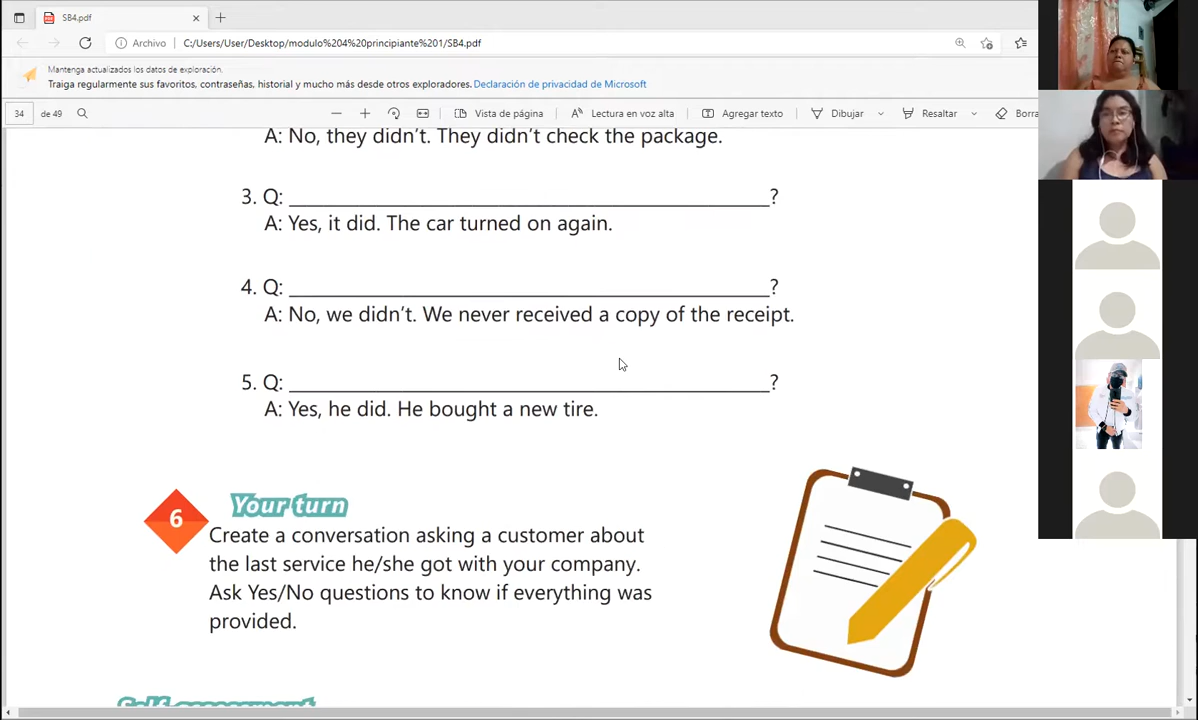 SB4.pdf
Archivo
C:/Users/User/Desktop/modulo%204%20principiante%201/SB4.pdf
Mantenga actualizados los datos de exploración.
Traiga regularmente sus favoritos, contraseñas, historial y mucho más desde otros exploradores. Declaración de privacidad de Microsoft
34 de 49 Vista de página Lectura en voz alta Agregar texto Dibujar Resaltar Borra
A: No, they didn't. They didn't check the package.
3. Q: ?
A: Yes, it did. The car turned on again.
4. Q: ?
A: No, we didn't. We never received a copy of the receipt.
5. Q: ?
A: Yes, he did. He bought a new tire.
6 Your turn
Create a conversation asking a customer about
the last service he/she got with your company.
Ask Yes/No questions to know if everything was
provided.
Self-assessment